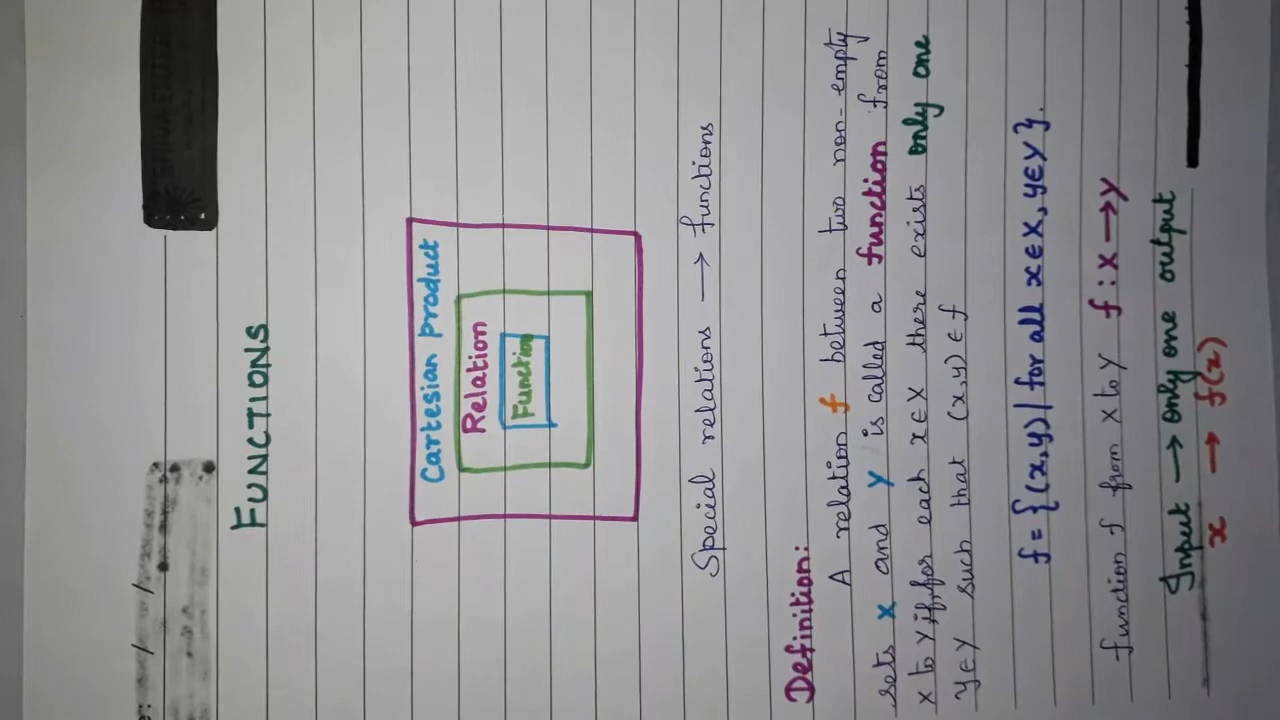 FUNCTIONS
Cartesian product
Relation
Function
Special relations → functions
Definition:
A relation f between two non-empty
sets X and Y is called a function from
X to Y if, for each x∈X there exists only one
y∈Y such that (x,y)∈f
f={(x,y)| for all x∈X, y∈Y}.
function f from X to Y f:X→Y
Input → only one output
x → f(x)